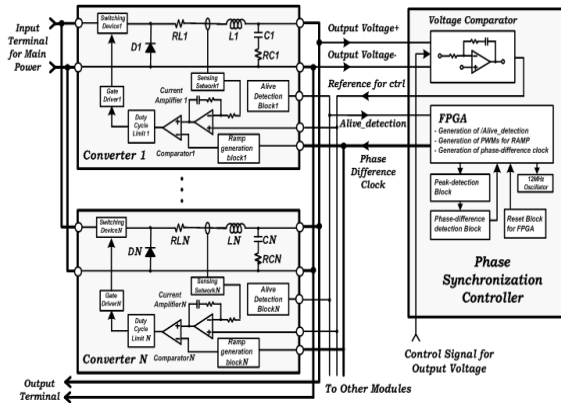 Input
Terminal
for Main
Power
Switching
Device1
D1
RL1
L1
C1
RC1
Sensing
Setwork1
Gate
Driver1
Current
Amplifier 1
Alive
Detection
Block1
Duty
Cycle
Limit 1
Comparator1
Ramp
generation
block1
Converter 1
Switching
DeviceN
DN
RLN
LN
CN
RCN
Sensing
SetworkN
Gate
DriverN
Current
AmplifierN
Alive
Detection
BlockN
Duty
Cycle
Limit N
ComparatorN
Ramp
generation
blockN
Converter N
Output
Terminal
Output Voltage+
Output Voltage-
Reference for ctrl
Alive_detection
Phase
Difference
Clock
To Other Modules
Voltage Comparator
FPGA
- Generation of /Alive_detection
- Generation of PWMs for RAMP
- Generation of phase-difference clock
Peak-detection
Block
12MHz
Oscillator
Phase-difference
detection Block
Reset Block
for FPGA
Phase
Synchronization
Controller
Control Signal for
Output Voltage